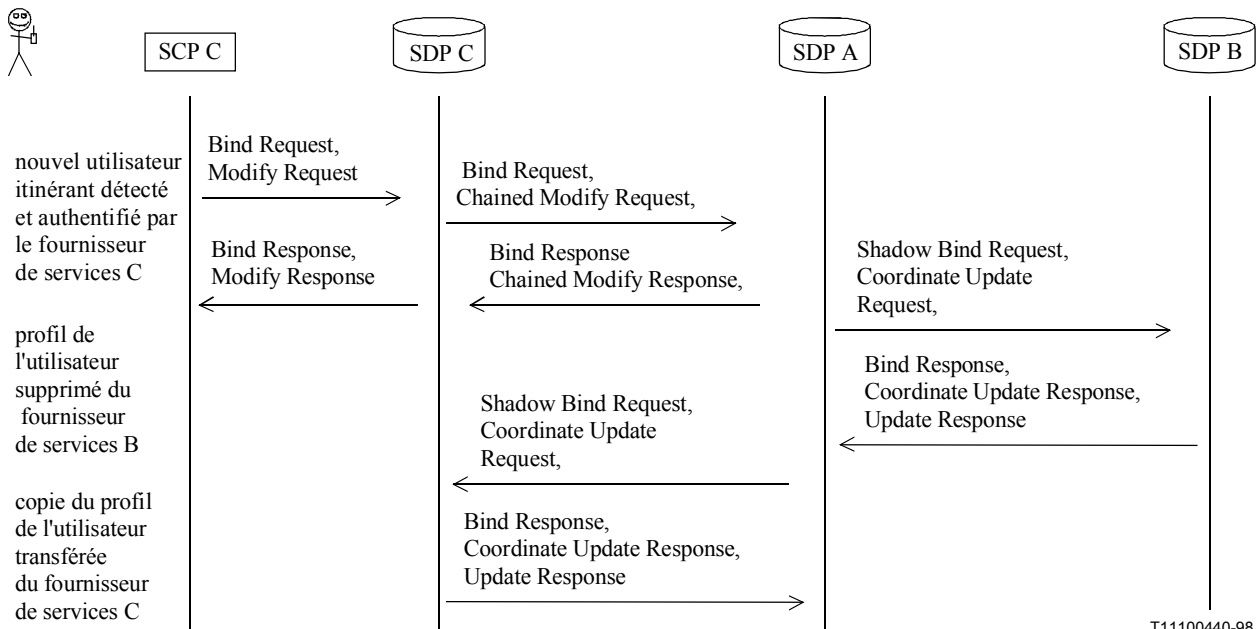 SCP C
SDP C
SDP A
SDP B
nouvel utilisateur
itinérant détecté
et authentifié par
le fournisseur
de services C
Bind Request,
Modify Request
Bind Request,
Chained Modify Request,
Bind Response,
Modify Response
Bind Response
Chained Modify Response,
Shadow Bind Request,
Coordinate Update
Request,
profil de
l'utilisateur
supprimé du
fournisseur
de services B
Bind Response,
Coordinate Update Response,
Update Response
Shadow Bind Request,
Coordinate Update
Request,
copie du profil
de l'utilisateur
transférée
du fournisseur
de services C
Bind Response,
Coordinate Update Response,
Update Response
T11100440-98